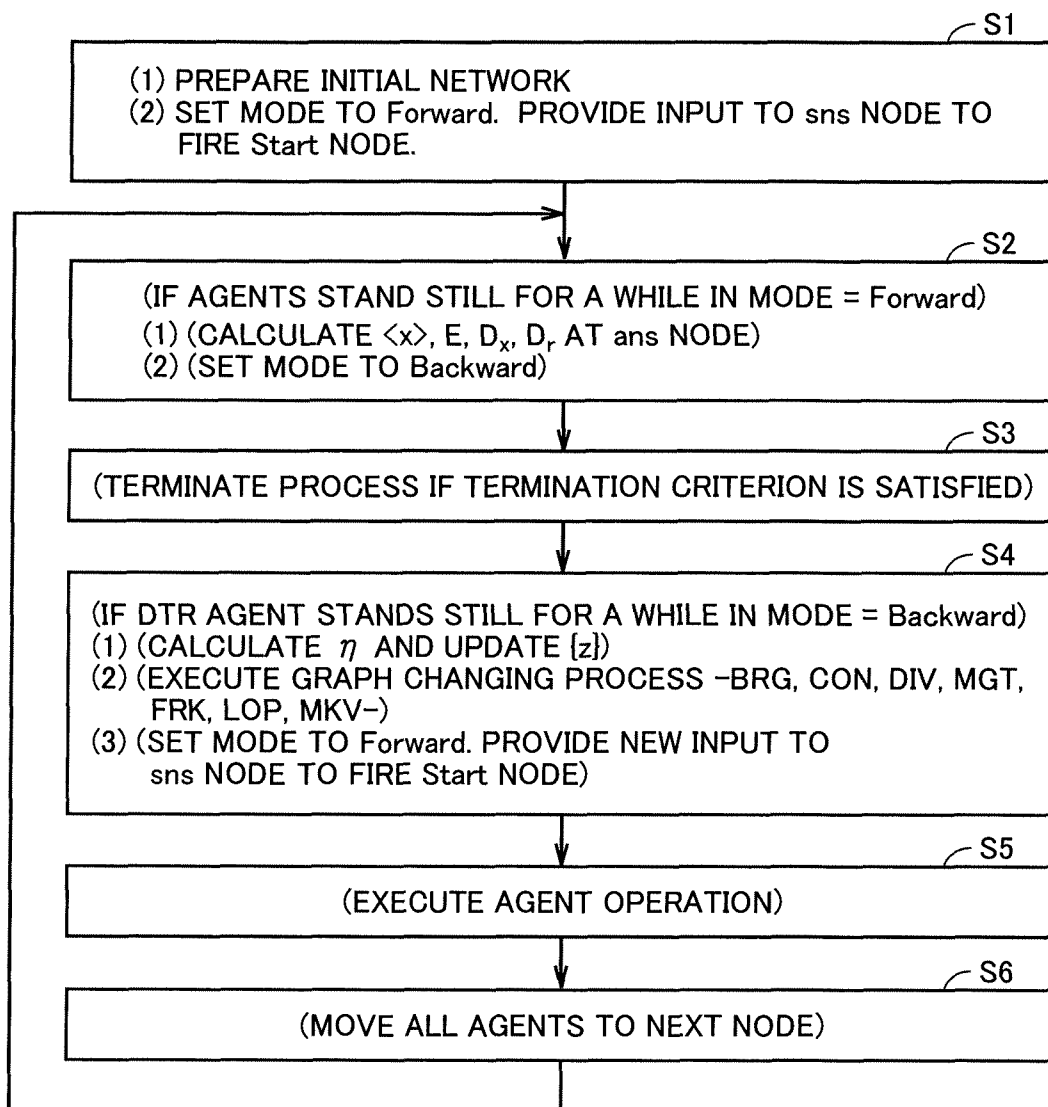 S1
(1) PREPARE INITIAL NETWORK
(2) SET MODE TO Forward. PROVIDE INPUT TO sns NODE TO
FIRE Start NODE.
S2
(IF AGENTS STAND STILL FOR A WHILE IN MODE = Forward)
(1) (CALCULATE <x>, E, Dx, Dr AT ans NODE)
(2) (SET MODE TO Backward)
S3
(TERMINATE PROCESS IF TERMINATION CRITERION IS SATISFIED)
S4
(IF DTR AGENT STANDS STILL FOR A WHILE IN MODE = Backward)
(1) (CALCULATE η AND UPDATE {z})
(2) (EXECUTE GRAPH CHANGING PROCESS -BRG, CON, DIV, MGT,
FRK, LOP, MKV-)
(3) (SET MODE TO Forward. PROVIDE NEW INPUT TO
sns NODE TO FIRE Start NODE)
S5
(EXECUTE AGENT OPERATION)
S6
(MOVE ALL AGENTS TO NEXT NODE)